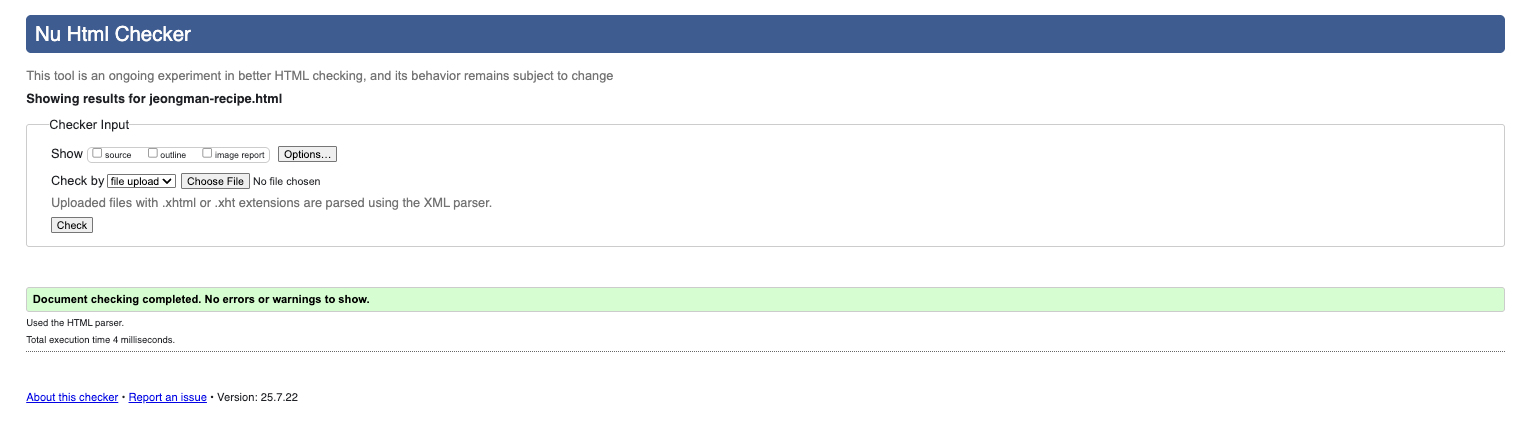 Nu Html Checker
This tool is an ongoing experiment in better HTML checking, and its behavior remains subject to change
Showing results for jeongman-recipe.html
Checker Input
Show source outline image report Options...
Check by file upload Choose File No file chosen
Uploaded files with .xhtml or .xht extensions are parsed using the XML parser.
Check
Document checking completed. No errors or warnings to show.
Used the HTML parser.
Total execution time 4 milliseconds.
About this checker • Report an issue • Version: 25.7.22